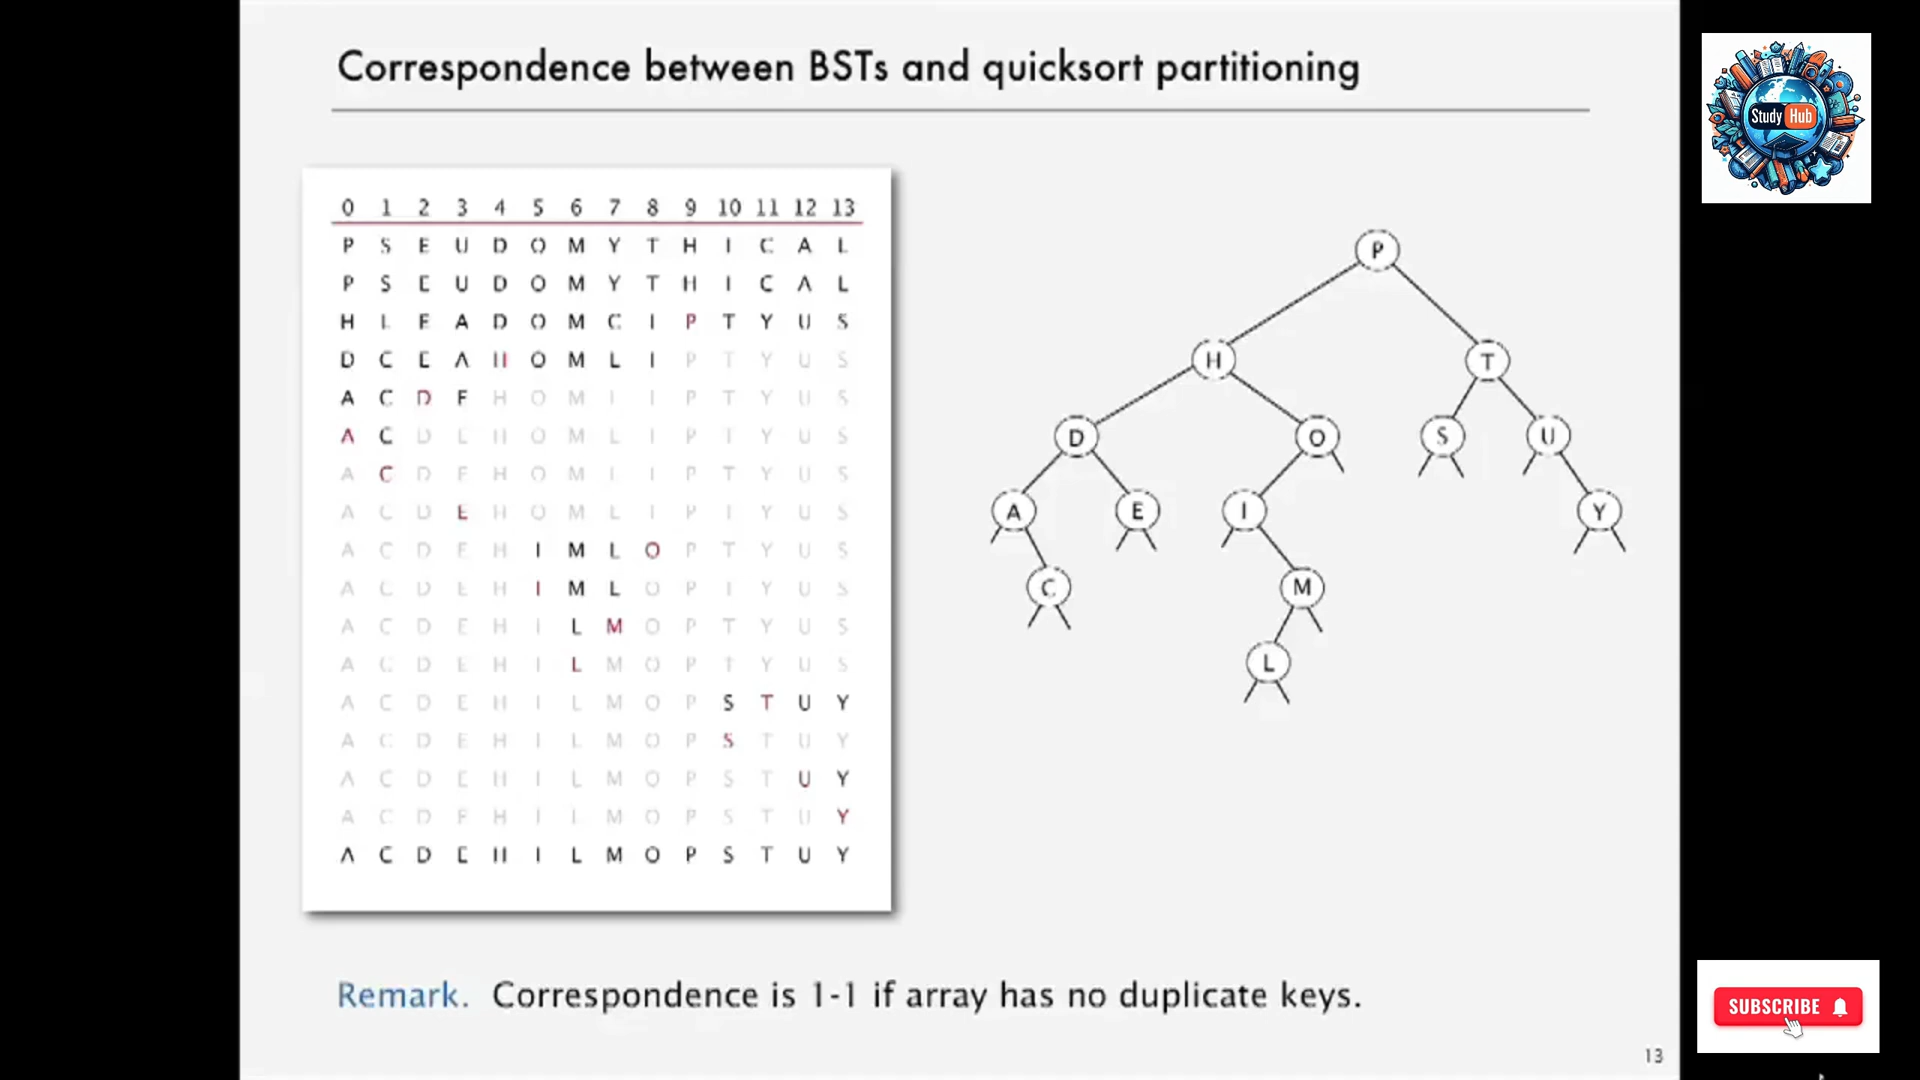 Correspondence between BSTs and quicksort partitioning
Study Hub
0 1 2 3 4 5 6 7 8 9 10 11 12 13
P S E U D O M Y T H I C A L
P S E U D O M Y T H I C A L
H L E A D O M C I P T Y U S
D C E A H O M L I P T Y U S
A C D E H O M L I P T Y U S
A C D E H O M L I P T Y U S
A C D E H O M L I P T Y U S
A C D E H O M L I P T Y U S
A C D E H I M L O P T Y U S
A C D E H I M L O P T Y U S
A C D E H I L M O P T Y U S
A C D E H I L M O P T Y U S
A C D E H I L M O P S T U Y
A C D E H I L M O P S T U Y
A C D E H I L M O P S T U Y
A C D E H I L M O P S T U Y
A C D E H I L M O P S T U Y
P
H T
D O S U
A E I Y
C M
L
Remark. Correspondence is 1-1 if array has no duplicate keys.
SUBSCRIBE
13